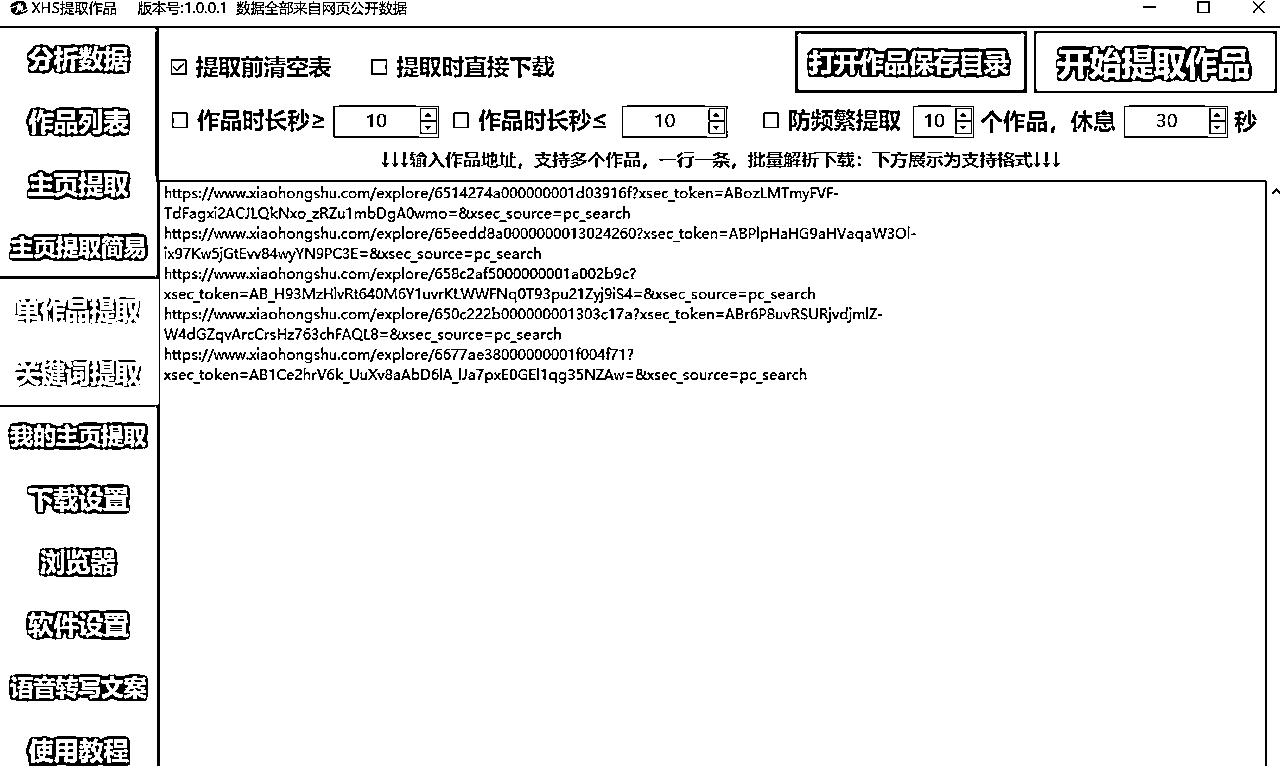 XHS提取作品 版本号:1.0.0.1 数据全部来自网页公开数据
分析数据
作品列表
主页提取
主页提取简易
单作品提取
关键词提取
我的主页提取
下载设置
浏览器
软件设置
语音转写文案
使用教程
提取前清空表 提取时直接下载 打开作品保存目录 开始提取作品
作品时长秒≥ 10 作品时长秒≤ 10 防频繁提取 10 个作品，休息 30 秒
↓↓↓输入作品地址，支持多个作品，一行一条，批量解析下载：下方展示为支持格式↓↓↓
https://www.xiaohongshu.com/explore/6514274a000000001d03916f?xsec_token=ABozLMTmyFVF-
TdFagxi2ACJLQkNxo_zRZu1mbDgA0wmo=&xsec_source=pc_search
https://www.xiaohongshu.com/explore/65eedd8a0000000013024260?xsec_token=ABPlpHaHG9aHVaqaW3Ol-
ix97Kw5jGtEvv84wyYN9PC3E=&xsec_source=pc_search
https://www.xiaohongshu.com/explore/658c2af5000000001a002b9c?
xsec_token=AB_H93MzHlvRt640M6Y1uvrKLWWFNq0T93pu21Zyj9iS4=&xsec_source=pc_search
https://www.xiaohongshu.com/explore/650c222b000000001303c17a?xsec_token=ABr6P8uvRSURjvdjmlZ-
W4dGZqvArcCrsHz763chFAQL8=&xsec_source=pc_search
https://www.xiaohongshu.com/explore/6677ae38000000001f004f71?
xsec_token=AB1Ce2hrV6k_UuXv8aAbD6lA_lJa7pxE0GEl1qg35NZAw=&xsec_source=pc_search